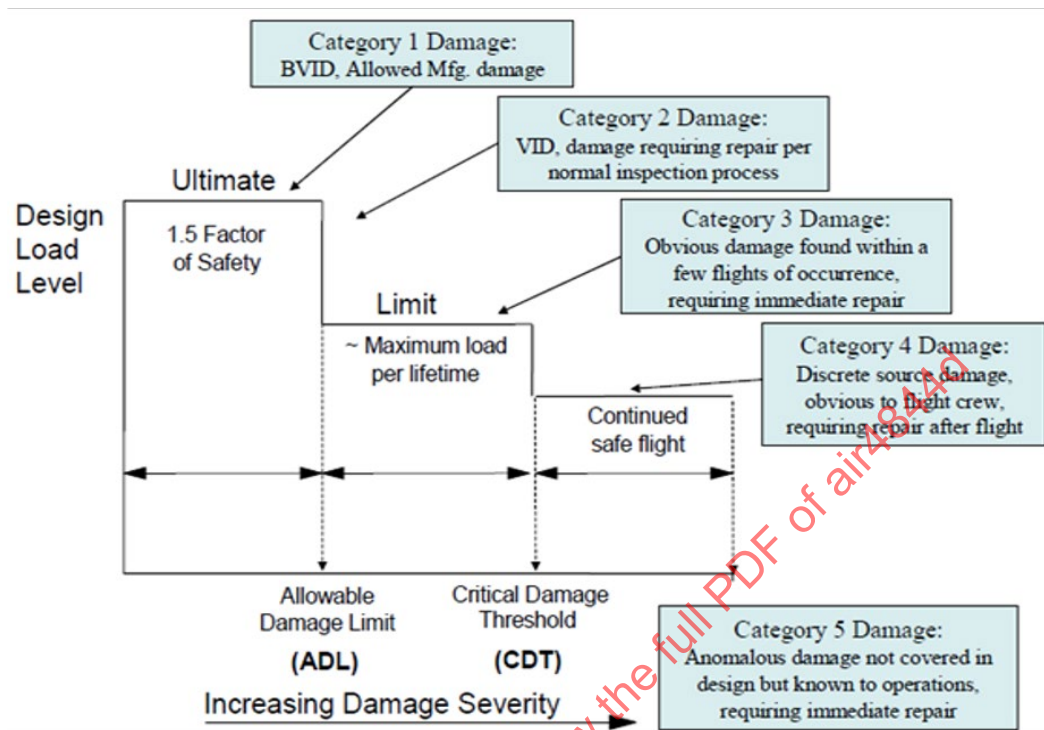 Category 1 Damage:
BVID, Allowed Mfg. damage
Category 2 Damage:
VID, damage requiring repair per
normal inspection process
Ultimate
Design
Load
Level
1.5 Factor
of Safety
Category 3 Damage:
Obvious damage found within a
few flights of occurrence,
requiring immediate repair
Limit
~ Maximum load
per lifetime
Category 4 Damage:
Discrete source damage,
obvious to flight crew,
requiring repair after flight
Continued
safe flight
Allowable
Damage Limit
(ADL)
Critical Damage
Threshold
(CDT)
Increasing Damage Severity
Category 5 Damage:
Anomalous damage not covered in
design but known to operations,
requiring immediate repair
the full PDF of air4844d